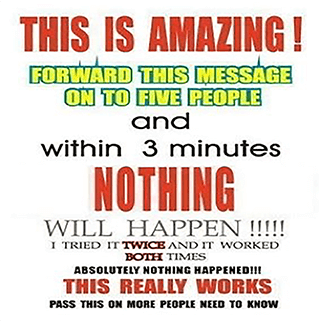 THIS IS AMAZING!
FORWARD THIS MESSAGE
ON TO FIVE PEOPLE
and
within 3 minutes
NOTHING
WILL HAPPEN !!!!!
I TRIED IT TWICE AND IT WORKED
BOTH TIMES
ABSOLUTELY NOTHING HAPPENED!!!
THIS REALLY WORKS
PASS THIS ON MORE PEOPLE NEED TO KNOW